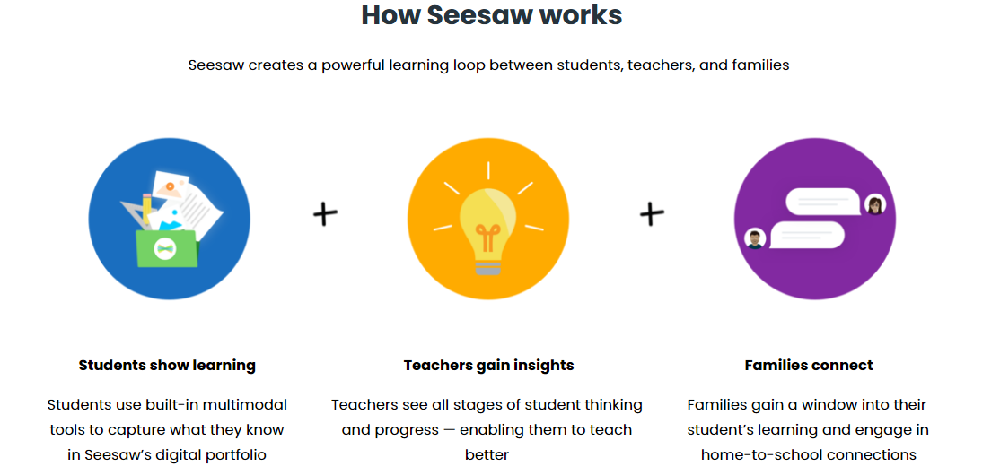 How Seesaw works
Seesaw creates a powerful learning loop between students, teachers, and families
+
+
Students show learning
Students use built-in multimodal
tools to capture what they know
in Seesaw’s digital portfolio
Teachers gain insights
Teachers see all stages of student thinking
and progress — enabling them to teach
better
Families connect
Families gain a window into their
student’s learning and engage in
home-to-school connections